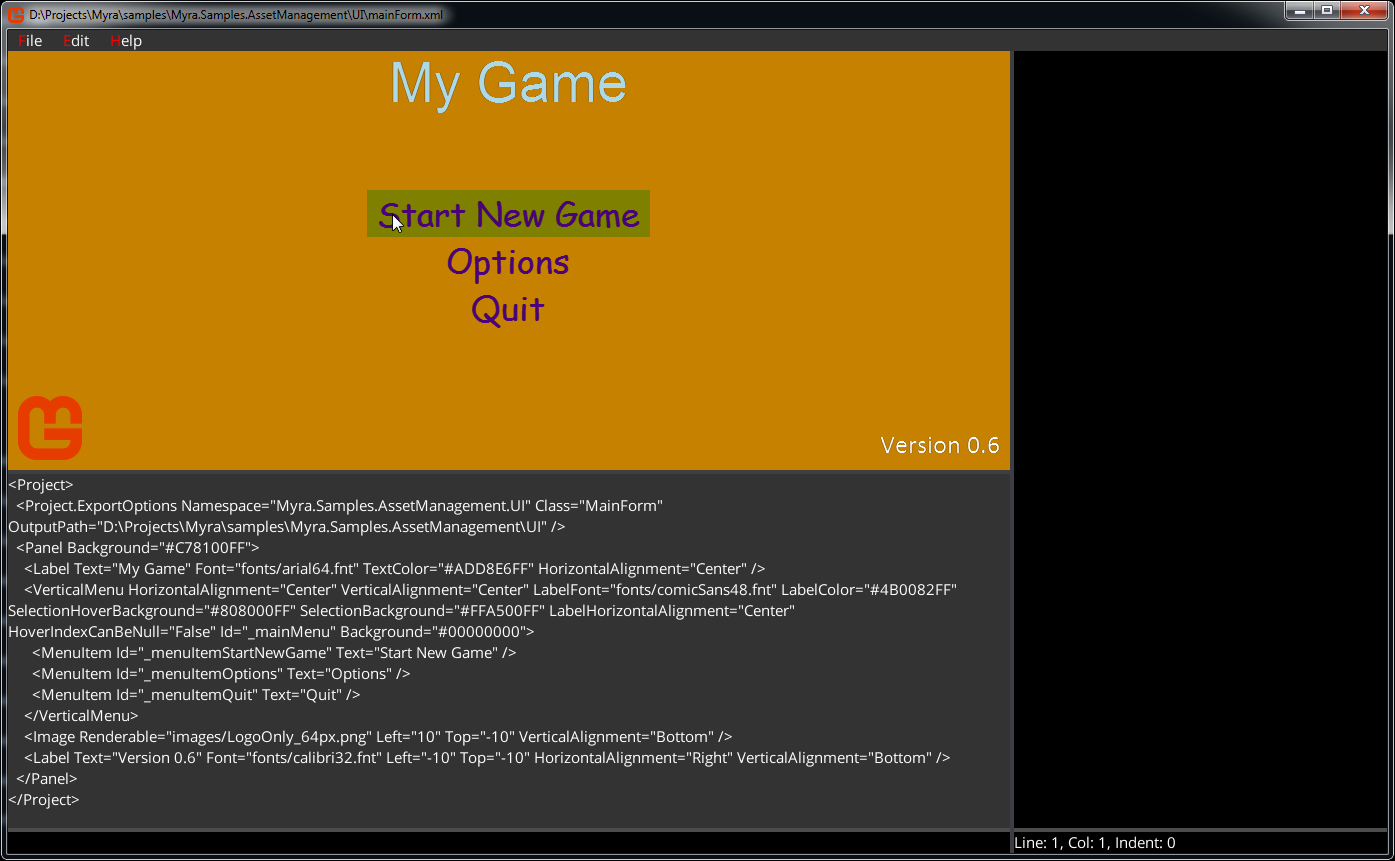 D:\Projects\Myra\samples\Myra.Samples.AssetManagement\UI\mainForm.xml
File Edit Help
My Game
Start New Game
Options
Quit
Version 0.6
<Project>
<Project.ExportOptions Namespace="Myra.Samples.AssetManagement.UI" Class="MainForm"
OutputPath="D:\Projects\Myra\samples\Myra.Samples.AssetManagement\UI" />
<Panel Background="#C78100FF">
<Label Text="My Game" Font="fonts/arial64.fnt" TextColor="#ADD8E6FF" HorizontalAlignment="Center" />
<VerticalMenu HorizontalAlignment="Center" VerticalAlignment="Center" LabelFont="fonts/comicSans48.fnt" LabelColor="#4B0082FF"
SelectionHoverBackground="#808000FF" SelectionBackground="#FFA500FF" LabelHorizontalAlignment="Center"
HoverIndexCanBeNull="False" Id="_mainMenu" Background="#00000000">
<MenuItem Id="_menuItemStartNewGame" Text="Start New Game" />
<MenuItem Id="_menuItemOptions" Text="Options" />
<MenuItem Id="_menuItemQuit" Text="Quit" />
</VerticalMenu>
<Image Renderable="images/LogoOnly_64px.png" Left="10" Top="-10" VerticalAlignment="Bottom" />
<Label Text="Version 0.6" Font="fonts/calibri32.fnt" Left="-10" Top="-10" HorizontalAlignment="Right" VerticalAlignment="Bottom" />
</Panel>
</Project>
Line: 1, Col: 1, Indent: 0